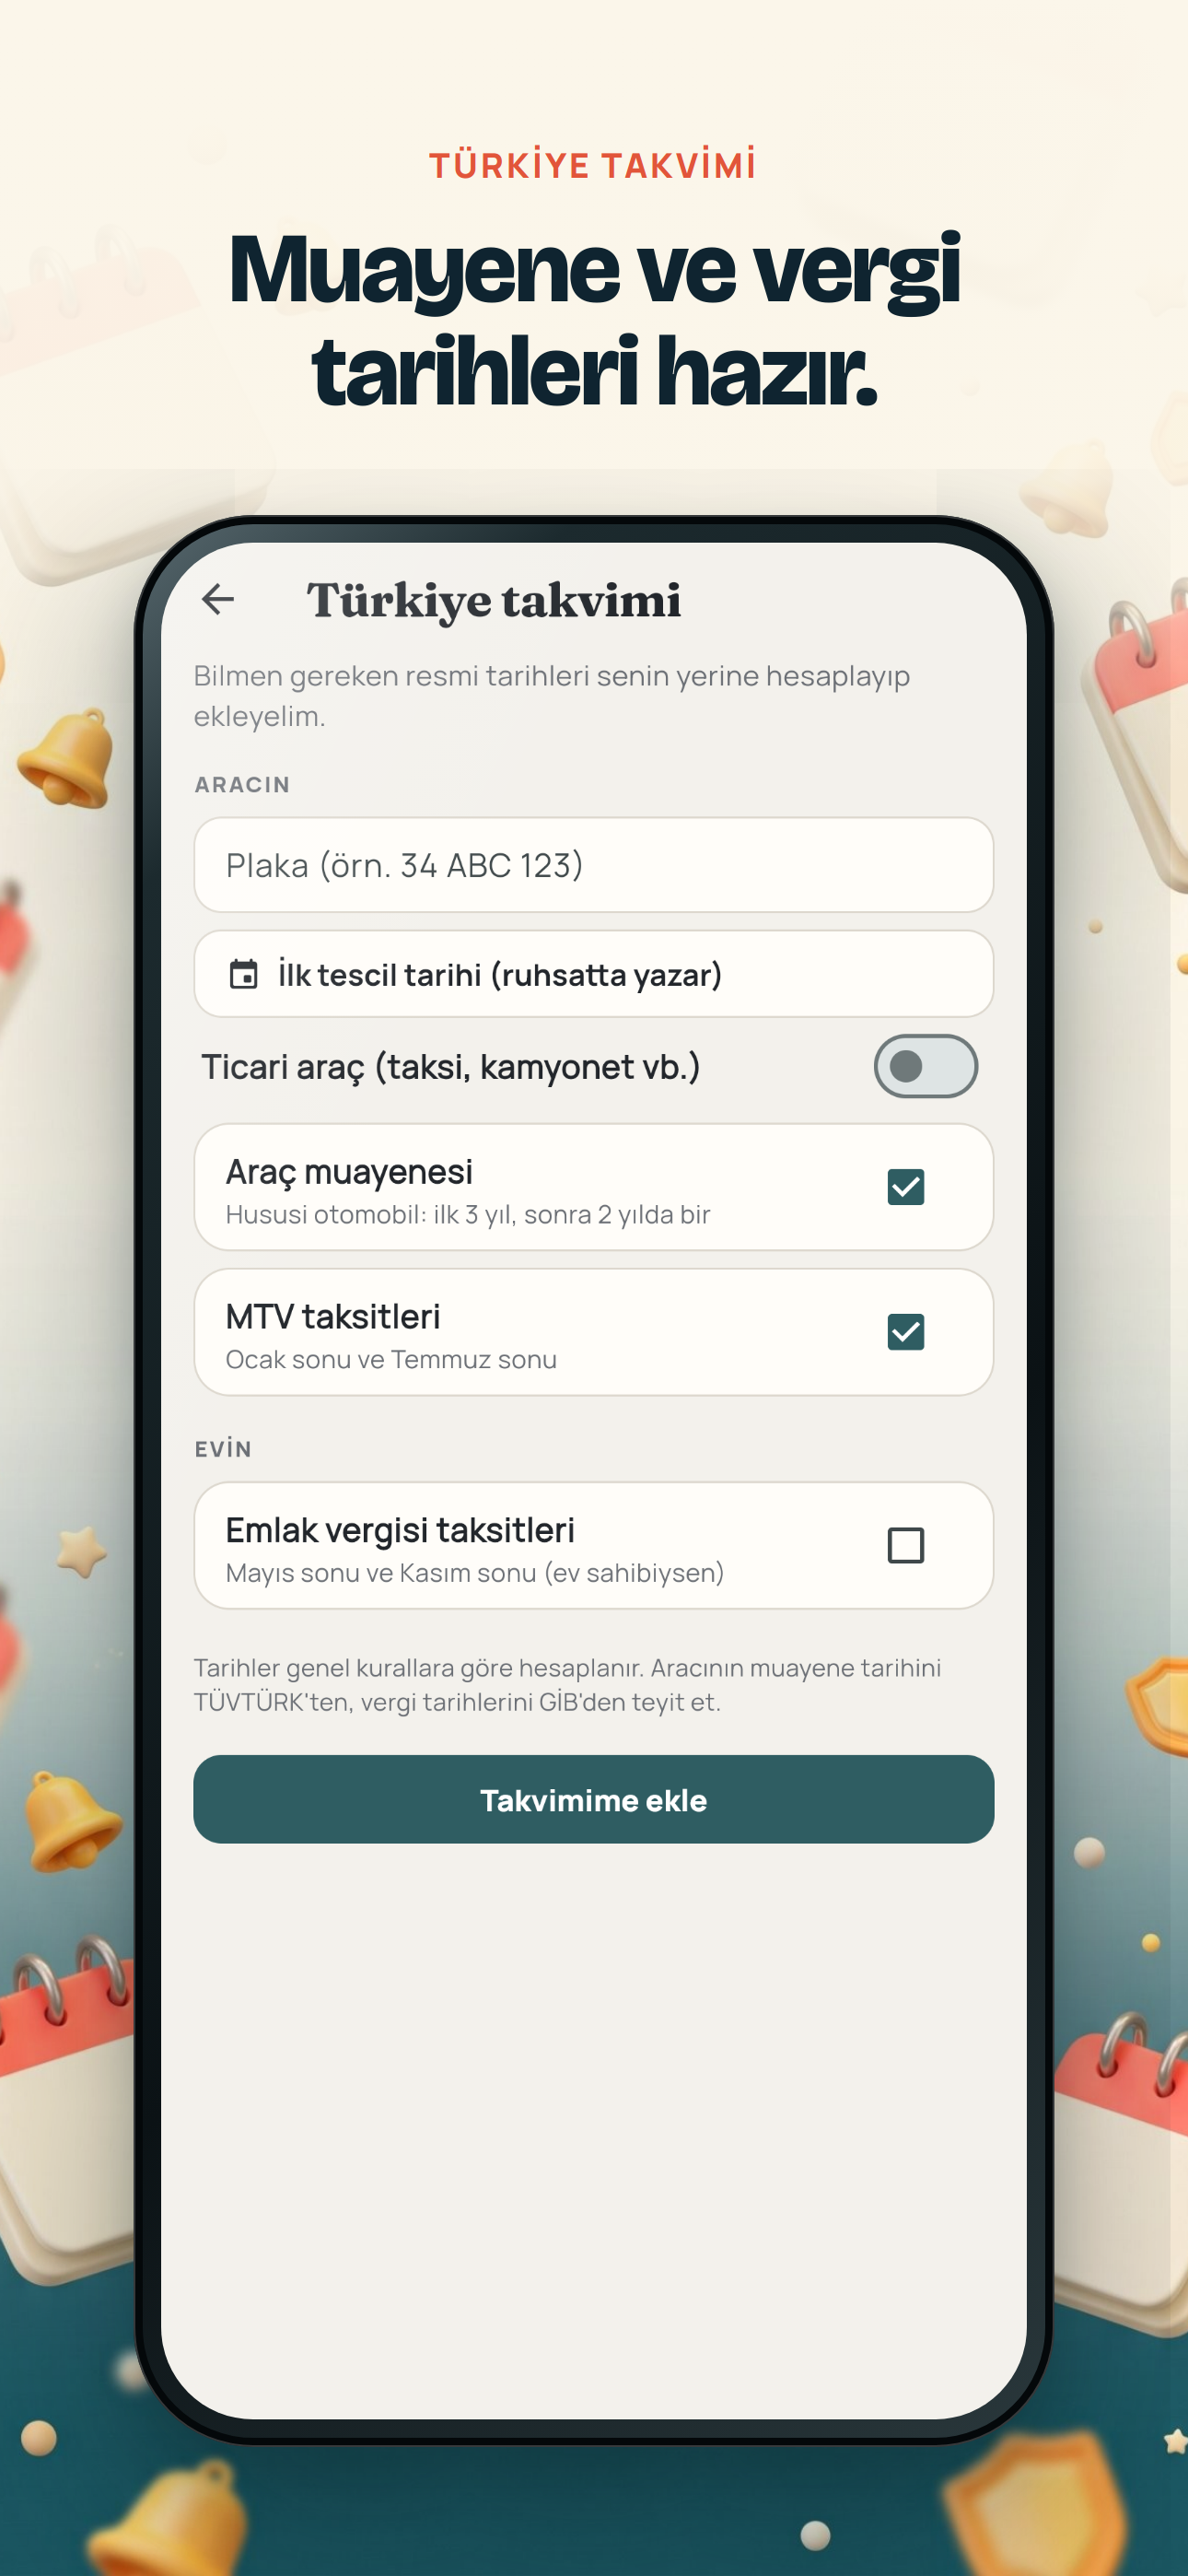 TÜRKİYE TAKVİMİ
Muayene ve vergi
tarihleri hazır.
Türkiye takvimi
Bilmen gereken resmi tarihleri senin yerine hesaplayıp
ekleyelim.
ARACIN
Plaka (örn. 34 ABC 123)
İlk tescil tarihi (ruhsatta yazar)
Ticari araç (taksi, kamyonet vb.)
Araç muayenesi
Hususi otomobil: ilk 3 yıl, sonra 2 yılda bir
MTV taksitleri
Ocak sonu ve Temmuz sonu
EVİN
Emlak vergisi taksitleri
Mayıs sonu ve Kasım sonu (ev sahibiysen)
Tarihler genel kurallara göre hesaplanır. Aracının muayene tarihini
TÜVTÜRK'ten, vergi tarihlerini GİB'den teyit et.
Takvimime ekle